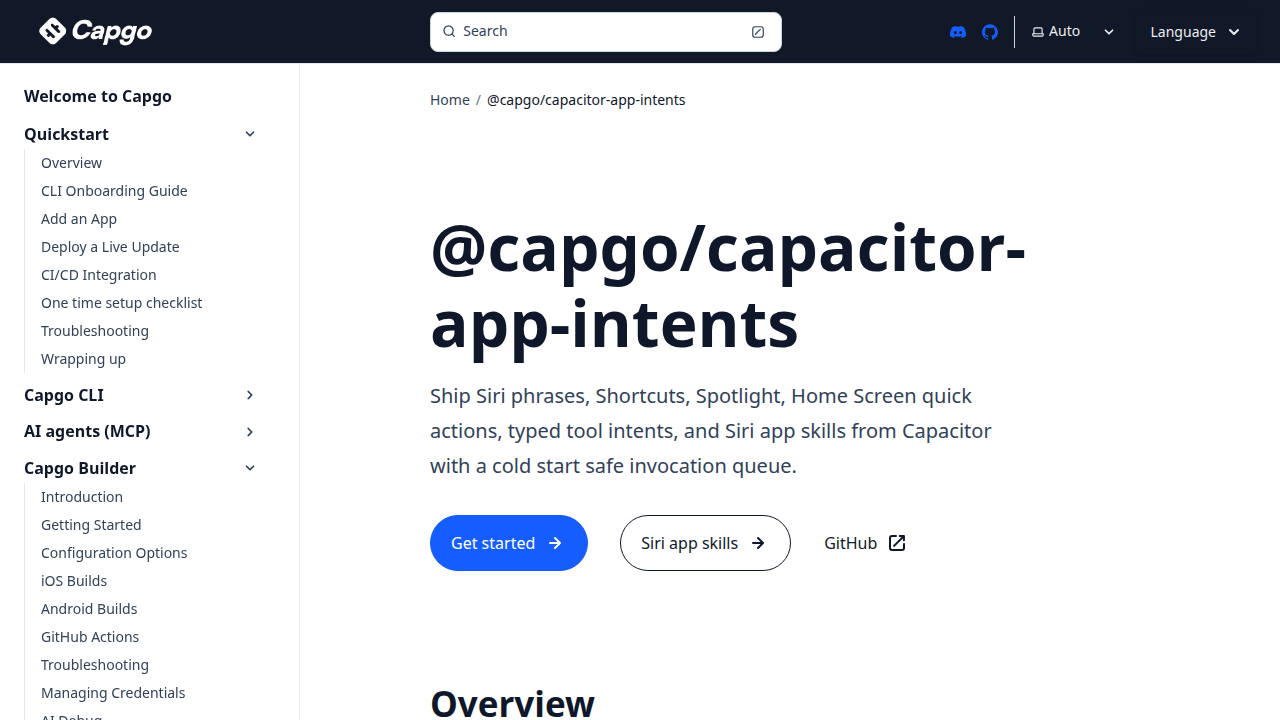 Capgo
Search
Auto
Language
Welcome to Capgo
Quickstart
Overview
CLI Onboarding Guide
Add an App
Deploy a Live Update
CI/CD Integration
One time setup checklist
Troubleshooting
Wrapping up
Capgo CLI
AI agents (MCP)
Capgo Builder
Introduction
Getting Started
Configuration Options
iOS Builds
Android Builds
GitHub Actions
Troubleshooting
Managing Credentials
AI Debug
Home / @capgo/capacitor-app-intents
@capgo/capacitor-
app-intents
Ship Siri phrases, Shortcuts, Spotlight, Home Screen quick
actions, typed tool intents, and Siri app skills from Capacitor
with a cold start safe invocation queue.
Get started
Siri app skills
GitHub
Overview